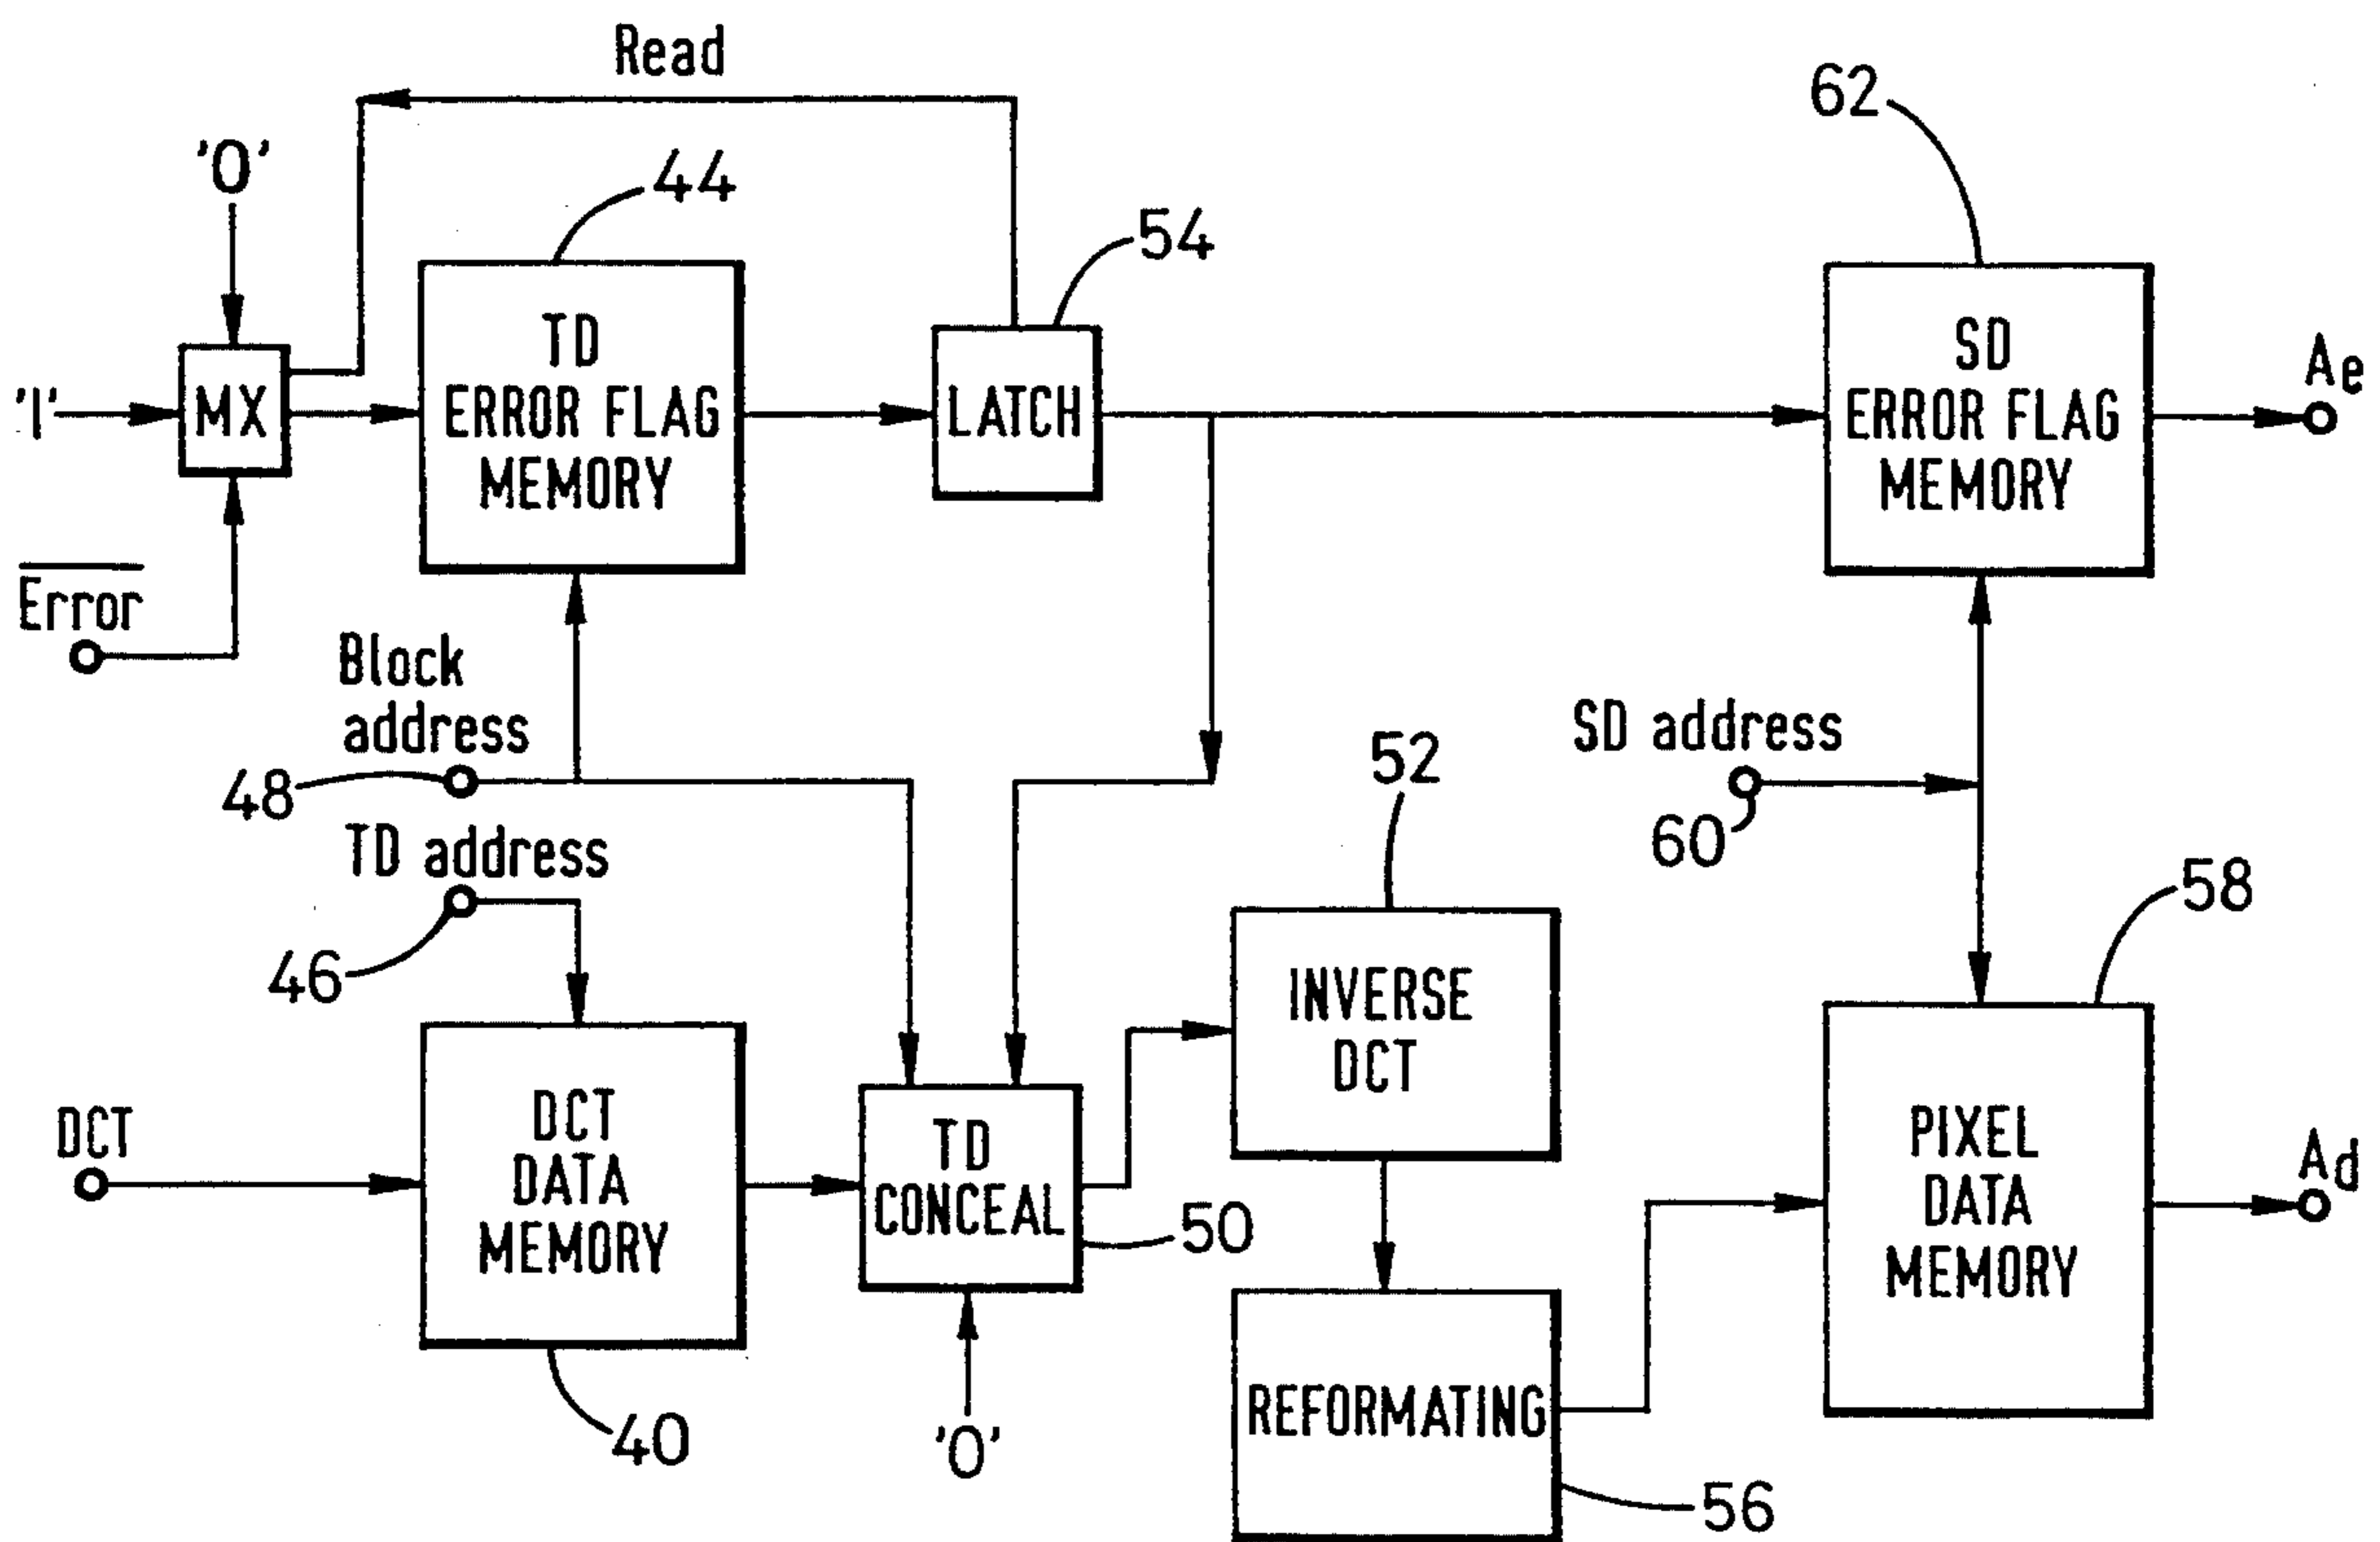 Read
62
'0'
44
54
TD
ERROR FLAG
MEMORY
SD
ERROR FLAG
MEMORY
Ae
'1'
MX
LATCH
Error
Block
address
48
SD address
60
52
TD address
46
58
INVERSE
DCT
DCT
DCT
DATA
MEMORY
TD
CONCEAL
50
PIXEL
DATA
MEMORY
Ad
40
'0'
REFORMATING
56